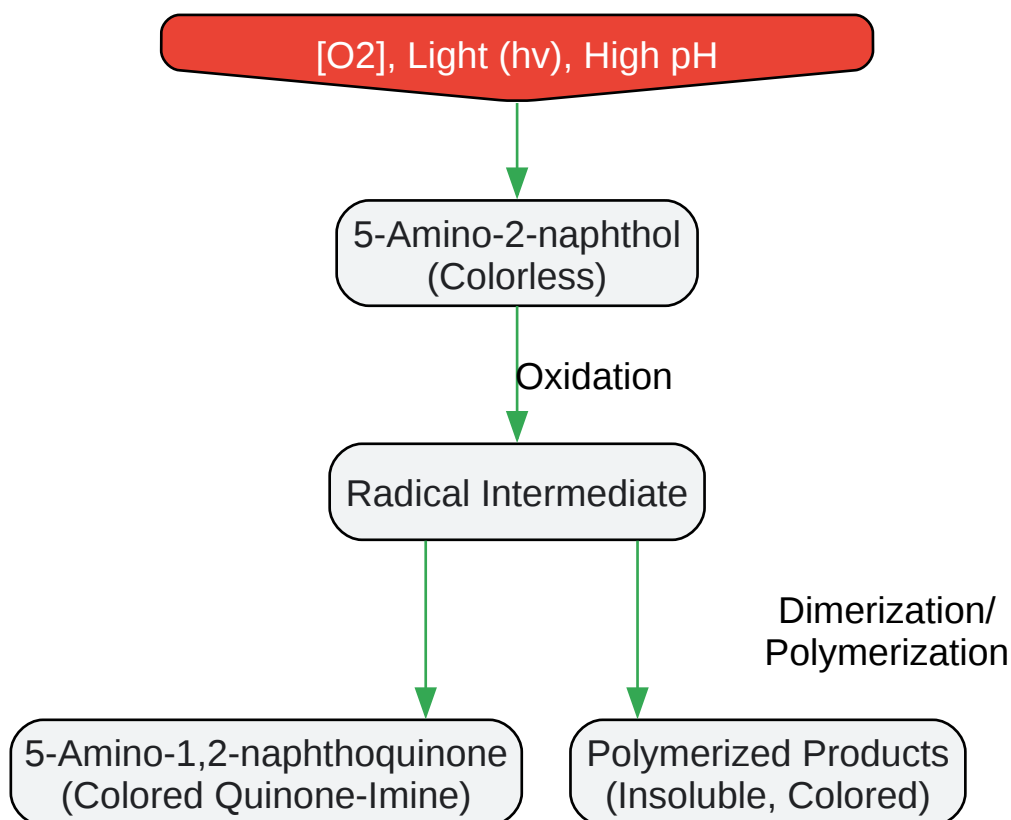 [O2], Light (hv), High pH
5-Amino-2-naphthol
(Colorless)
Oxidation
Radical Intermediate
Dimerization/
Polymerization
5-Amino-1,2-naphthoquinone
(Colored Quinone-Imine)
Polymerized Products
(Insoluble, Colored)